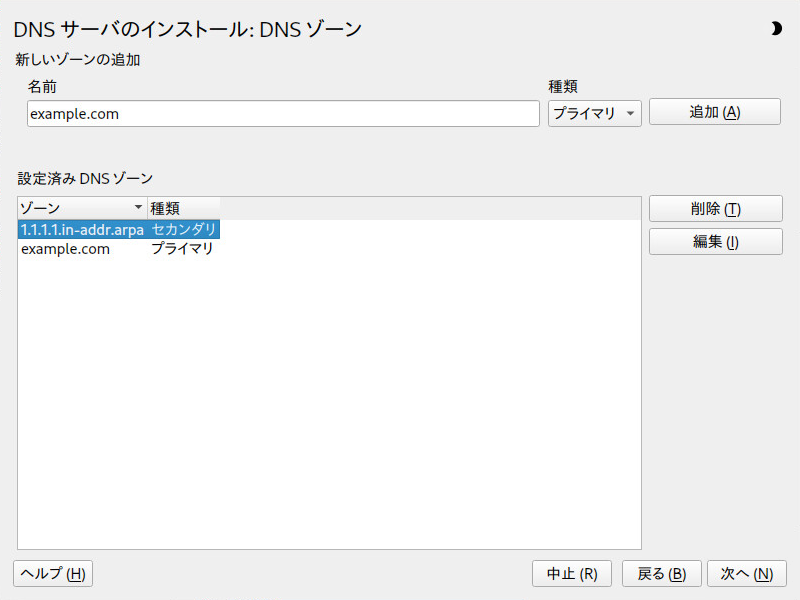 DNS サーバのインストール: DNS ゾーン
新しいゾーンの追加
名前 種類
example.com プライマリ 追加 (A)
設定済み DNS ゾーン
ゾーン 種類 削除 (T)
1.1.1.1.in-addr.arpa セカンダリ
example.com プライマリ 編集 (I)
ヘルプ (H) 中止 (R) 戻る (B) 次へ (N)